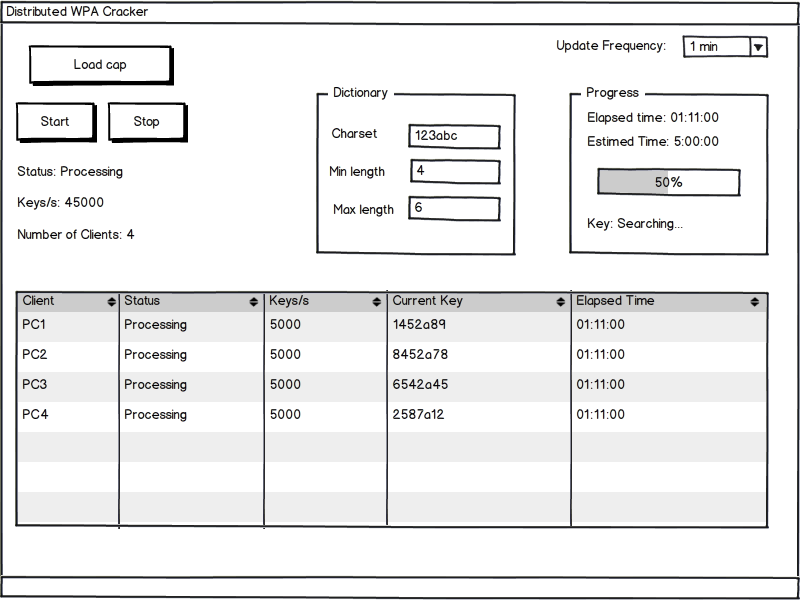 Distributed WPA Cracker
Load cap
Update Frequency: 1 min
Start Stop
Status: Processing
Keys/s: 45000
Number of Clients: 4
Dictionary
Charset 123abc
Min length 4
Max length 6
Progress
Elapsed time: 01:11:00
Estimed Time: 5:00:00
50%
Key: Searching...
Client Status Keys/s Current Key Elapsed Time
PC1 Processing 5000 1452a89 01:11:00
PC2 Processing 5000 8452a78 01:11:00
PC3 Processing 5000 6542a45 01:11:00
PC4 Processing 5000 2587a12 01:11:00